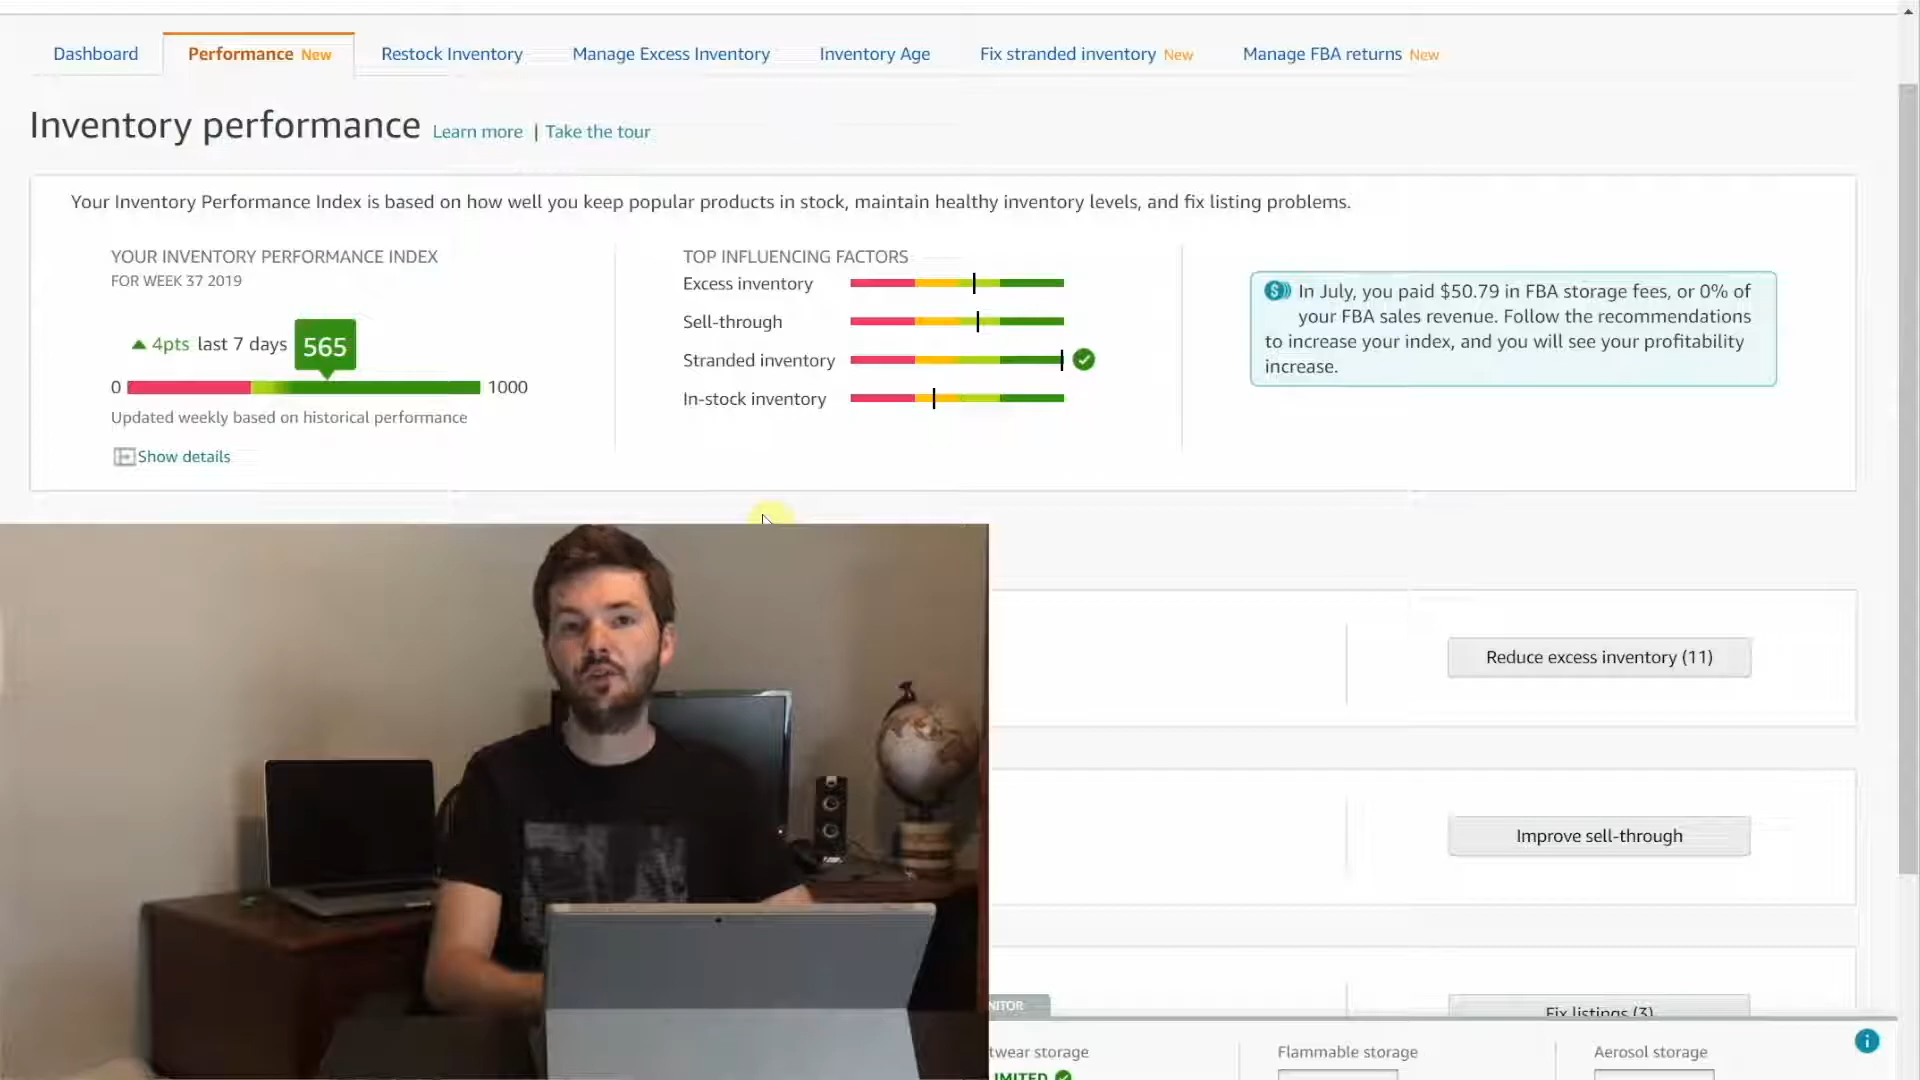 Dashboard
Performance New
Restock Inventory
Manage Excess Inventory
Inventory Age
Fix stranded inventory New
Manage FBA returns New
Inventory performance Learn more | Take the tour
Your Inventory Performance Index is based on how well you keep popular products in stock, maintain healthy inventory levels, and fix listing problems.
YOUR INVENTORY PERFORMANCE INDEX
FOR WEEK 37 2019
4pts last 7 days 565
0 1000
Updated weekly based on historical performance
Show details
TOP INFLUENCING FACTORS
Excess inventory
Sell-through
Stranded inventory
In-stock inventory
$ In July, you paid $50.79 in FBA storage fees, or 0% of
your FBA sales revenue. Follow the recommendations
to increase your index, and you will see your profitability
increase.
Reduce excess inventory (11)
Improve sell-through
Fix listings (3)
NITOR
twear storage
IMITED
Flammable storage
Aerosol storage
i